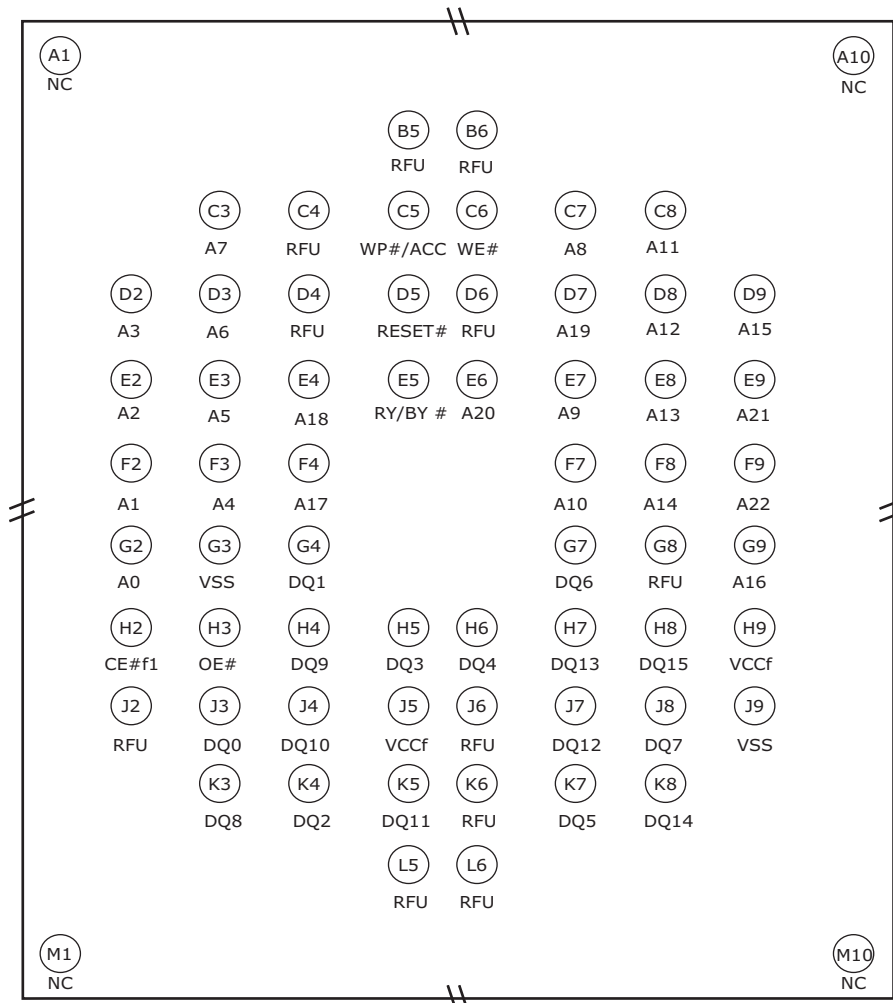 A1 A10
NC NC
B5 B6
RFU RFU
C3 C4 C5 C6 C7 C8
A7 RFU WP#/ACC WE# A8 A11
D2 D3 D4 D5 D6 D7 D8 D9
A3 A6 RFU RESET# RFU A19 A12 A15
E2 E3 E4 E5 E6 E7 E8 E9
A2 A5 A18 RY/BY # A20 A9 A13 A21
F2 F3 F4 F7 F8 F9
A1 A4 A17 A10 A14 A22
G2 G3 G4 G7 G8 G9
A0 VSS DQ1 DQ6 RFU A16
H2 H3 H4 H5 H6 H7 H8 H9
CE#f1 OE# DQ9 DQ3 DQ4 DQ13 DQ15 VCCf
J2 J3 J4 J5 J6 J7 J8 J9
RFU DQ0 DQ10 VCCf RFU DQ12 DQ7 VSS
K3 K4 K5 K6 K7 K8
DQ8 DQ2 DQ11 RFU DQ5 DQ14
L5 L6
RFU RFU
M1 M10
NC NC